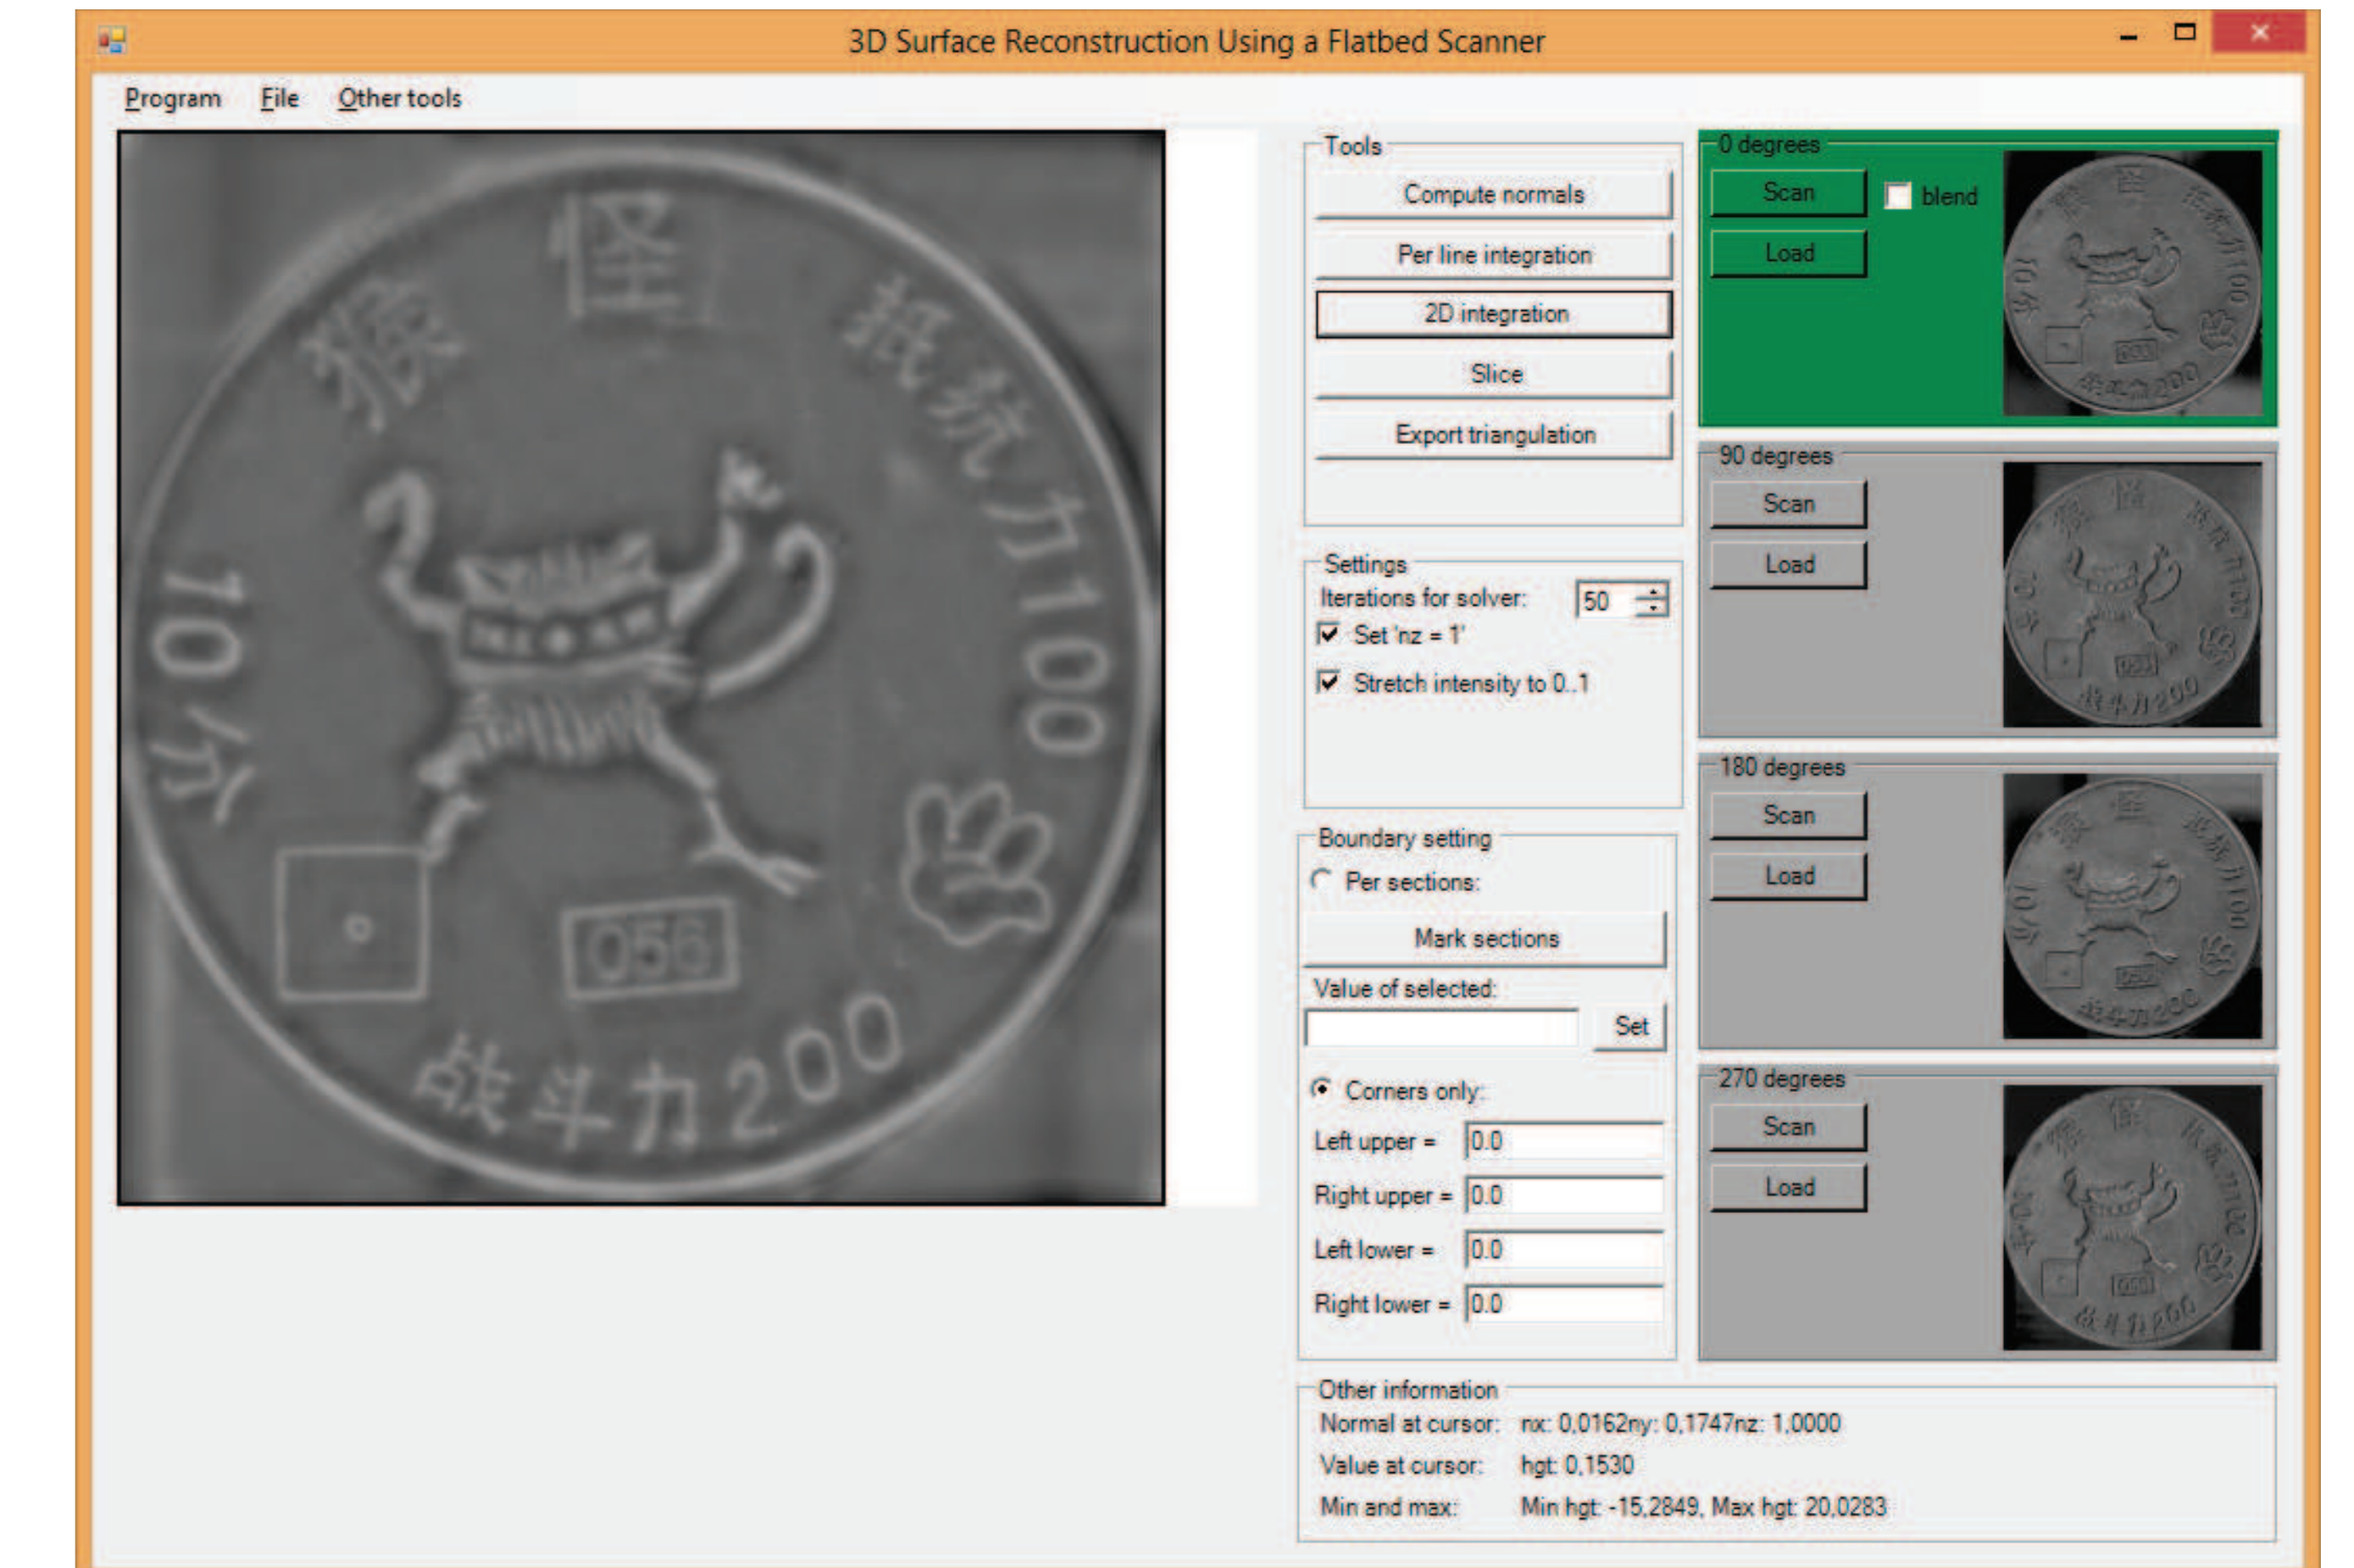 3D Surface Reconstruction Using a Flatbed Scanner
Program File Other tools
猴
怪
抵抗力100
10分
056
战斗力200
Tools
Compute normals
Per line integration
2D integration
Slice
Export triangulation
Settings
Iterations for solver: 50
Set 'nz = 1'
Stretch intensity to 0..1
Boundary setting
Per sections:
Mark sections
Value of selected:
Set
Corners only:
Left upper = 0.0
Right upper = 0.0
Left lower = 0.0
Right lower = 0.0
0 degrees
Scan
blend
Load
90 degrees
Scan
Load
180 degrees
Scan
Load
270 degrees
Scan
Load
Other information
Normal at cursor: nx: 0,0162ny: 0,1747nz: 1,0000
Value at cursor: hgt: 0,1530
Min and max: Min hgt: -15,2849, Max hgt: 20,0283